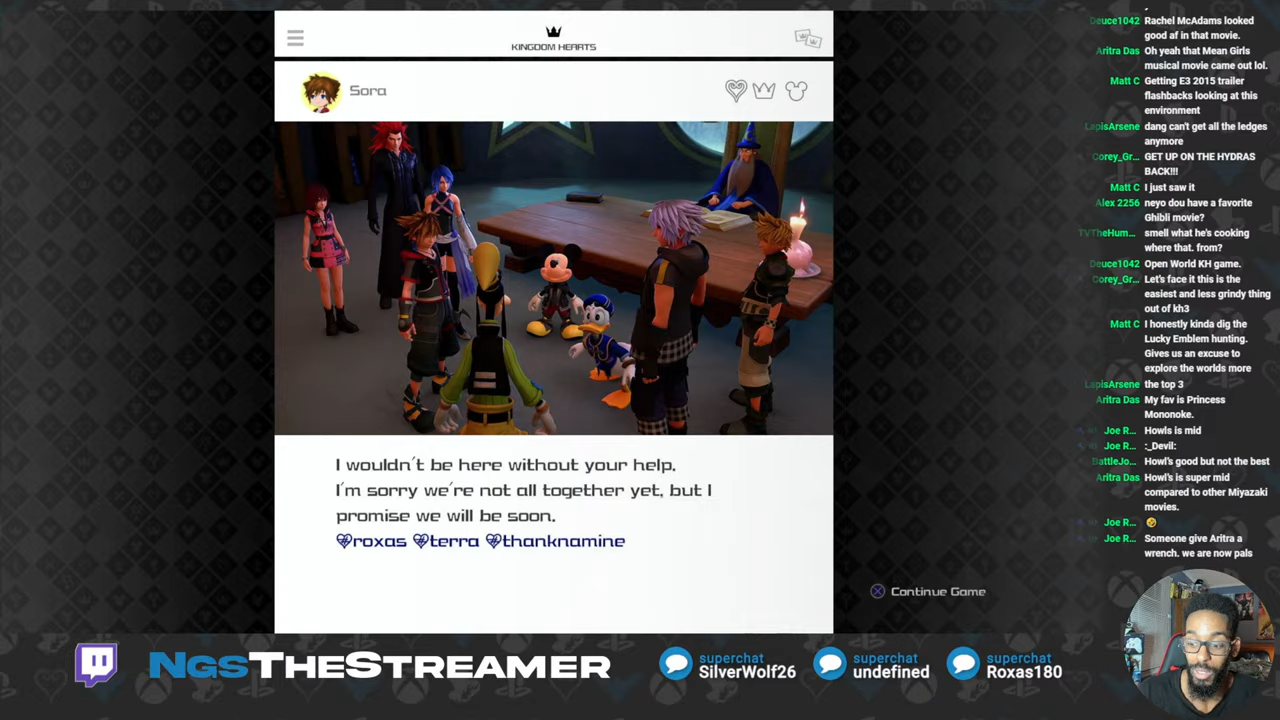 KINGDOM HEARTS
Sora
I wouldn't be here without your help.
I'm sorry we're not all together yet, but I
promise we will be soon.
roxas terra thanknamine
Continue Game
Deuce1042 Rachel McAdams looked
good af in that movie.
Aritra Das Oh yeah that Mean Girls
musical movie came out lol.
Matt C Getting E3 2015 trailer
flashbacks looking at this
environment
LapisArsene dang can't get all the ledges
anymore
Corey_Gr... GET UP ON THE HYDRAS
BACK!!!
Matt C I just saw it
Alex 2256 neyo dou have a favorite
Ghibli movie?
TVTheHum... smell what he's cooking
where that. from?
Deuce1042 Open World KH game.
Corey_Gr... Let's face it this is the
easiest and less grindy thing
out of kh3
Matt C I honestly kinda dig the
Lucky Emblem hunting.
Gives us an excuse to
explore the worlds more
LapisArsene the top 3
Aritra Das My fav is Princess
Mononoke.
Joe R... Howls is mid
Joe R... :_Devil:
BattleJo... Howl's good but not the best
Aritra Das Howl's is super mid
compared to other Miyazaki
movies.
Joe R... 🤣
Joe R... Someone give Aritra a
wrench. we are now pals
NgsTheStreamer
superchat
SilverWolf26
superchat
undefined
superchat
Roxas180